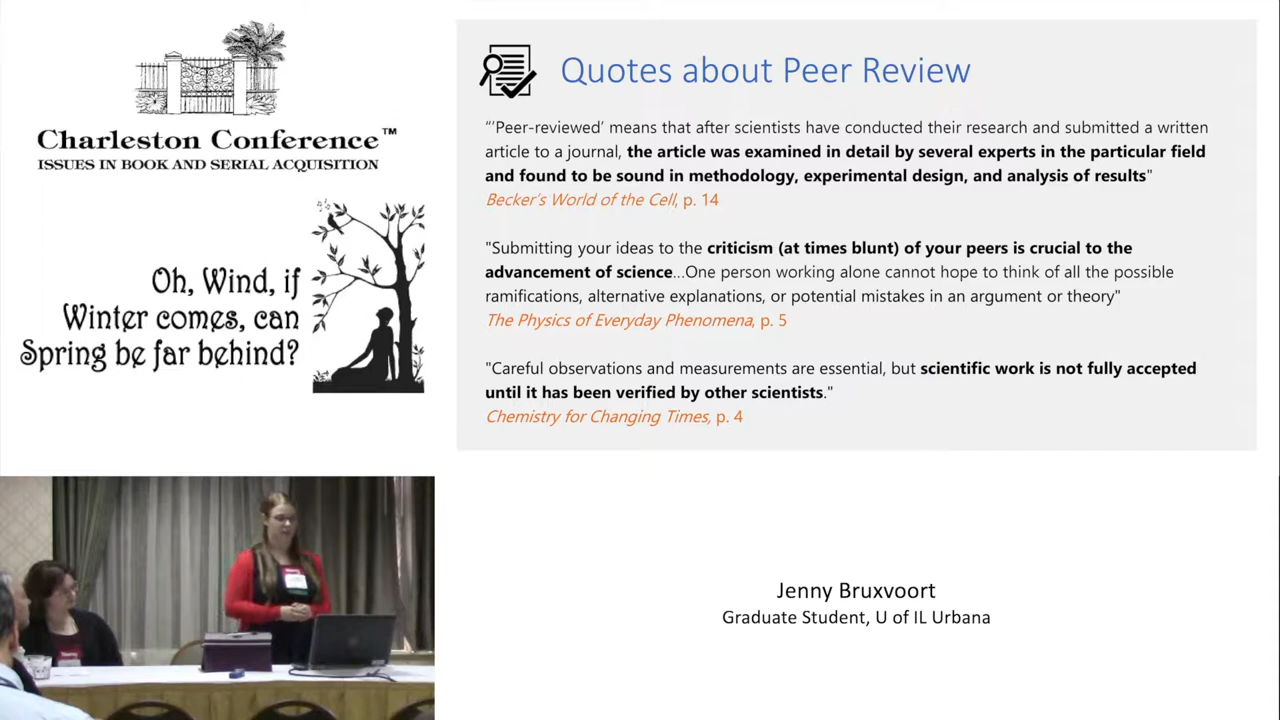 Charleston Conference™
ISSUES IN BOOK AND SERIAL ACQUISITION
Oh, Wind, if
Winter comes, can
Spring be far behind?
Quotes about Peer Review
“‘Peer-reviewed’ means that after scientists have conducted their research and submitted a written
article to a journal, the article was examined in detail by several experts in the particular field
and found to be sound in methodology, experimental design, and analysis of results"
Becker’s World of the Cell, p. 14
"Submitting your ideas to the criticism (at times blunt) of your peers is crucial to the
advancement of science...One person working alone cannot hope to think of all the possible
ramifications, alternative explanations, or potential mistakes in an argument or theory"
The Physics of Everyday Phenomena, p. 5
"Careful observations and measurements are essential, but scientific work is not fully accepted
until it has been verified by other scientists."
Chemistry for Changing Times, p. 4
Jenny Bruxvoort
Graduate Student, U of IL Urbana